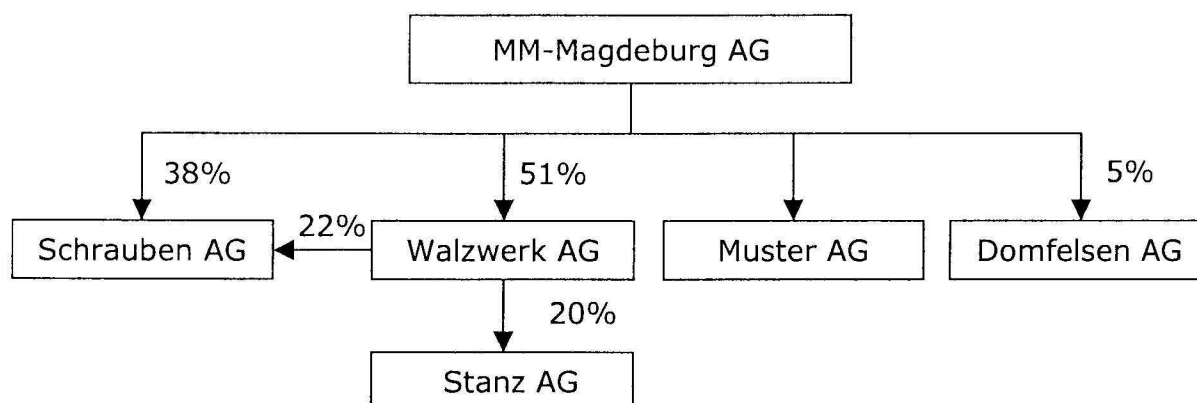 MM-Magdeburg AG
38%
51%
5%
22%
Schrauben AG
Walzwerk AG
Muster AG
Domfelsen AG
20%
Stanz AG